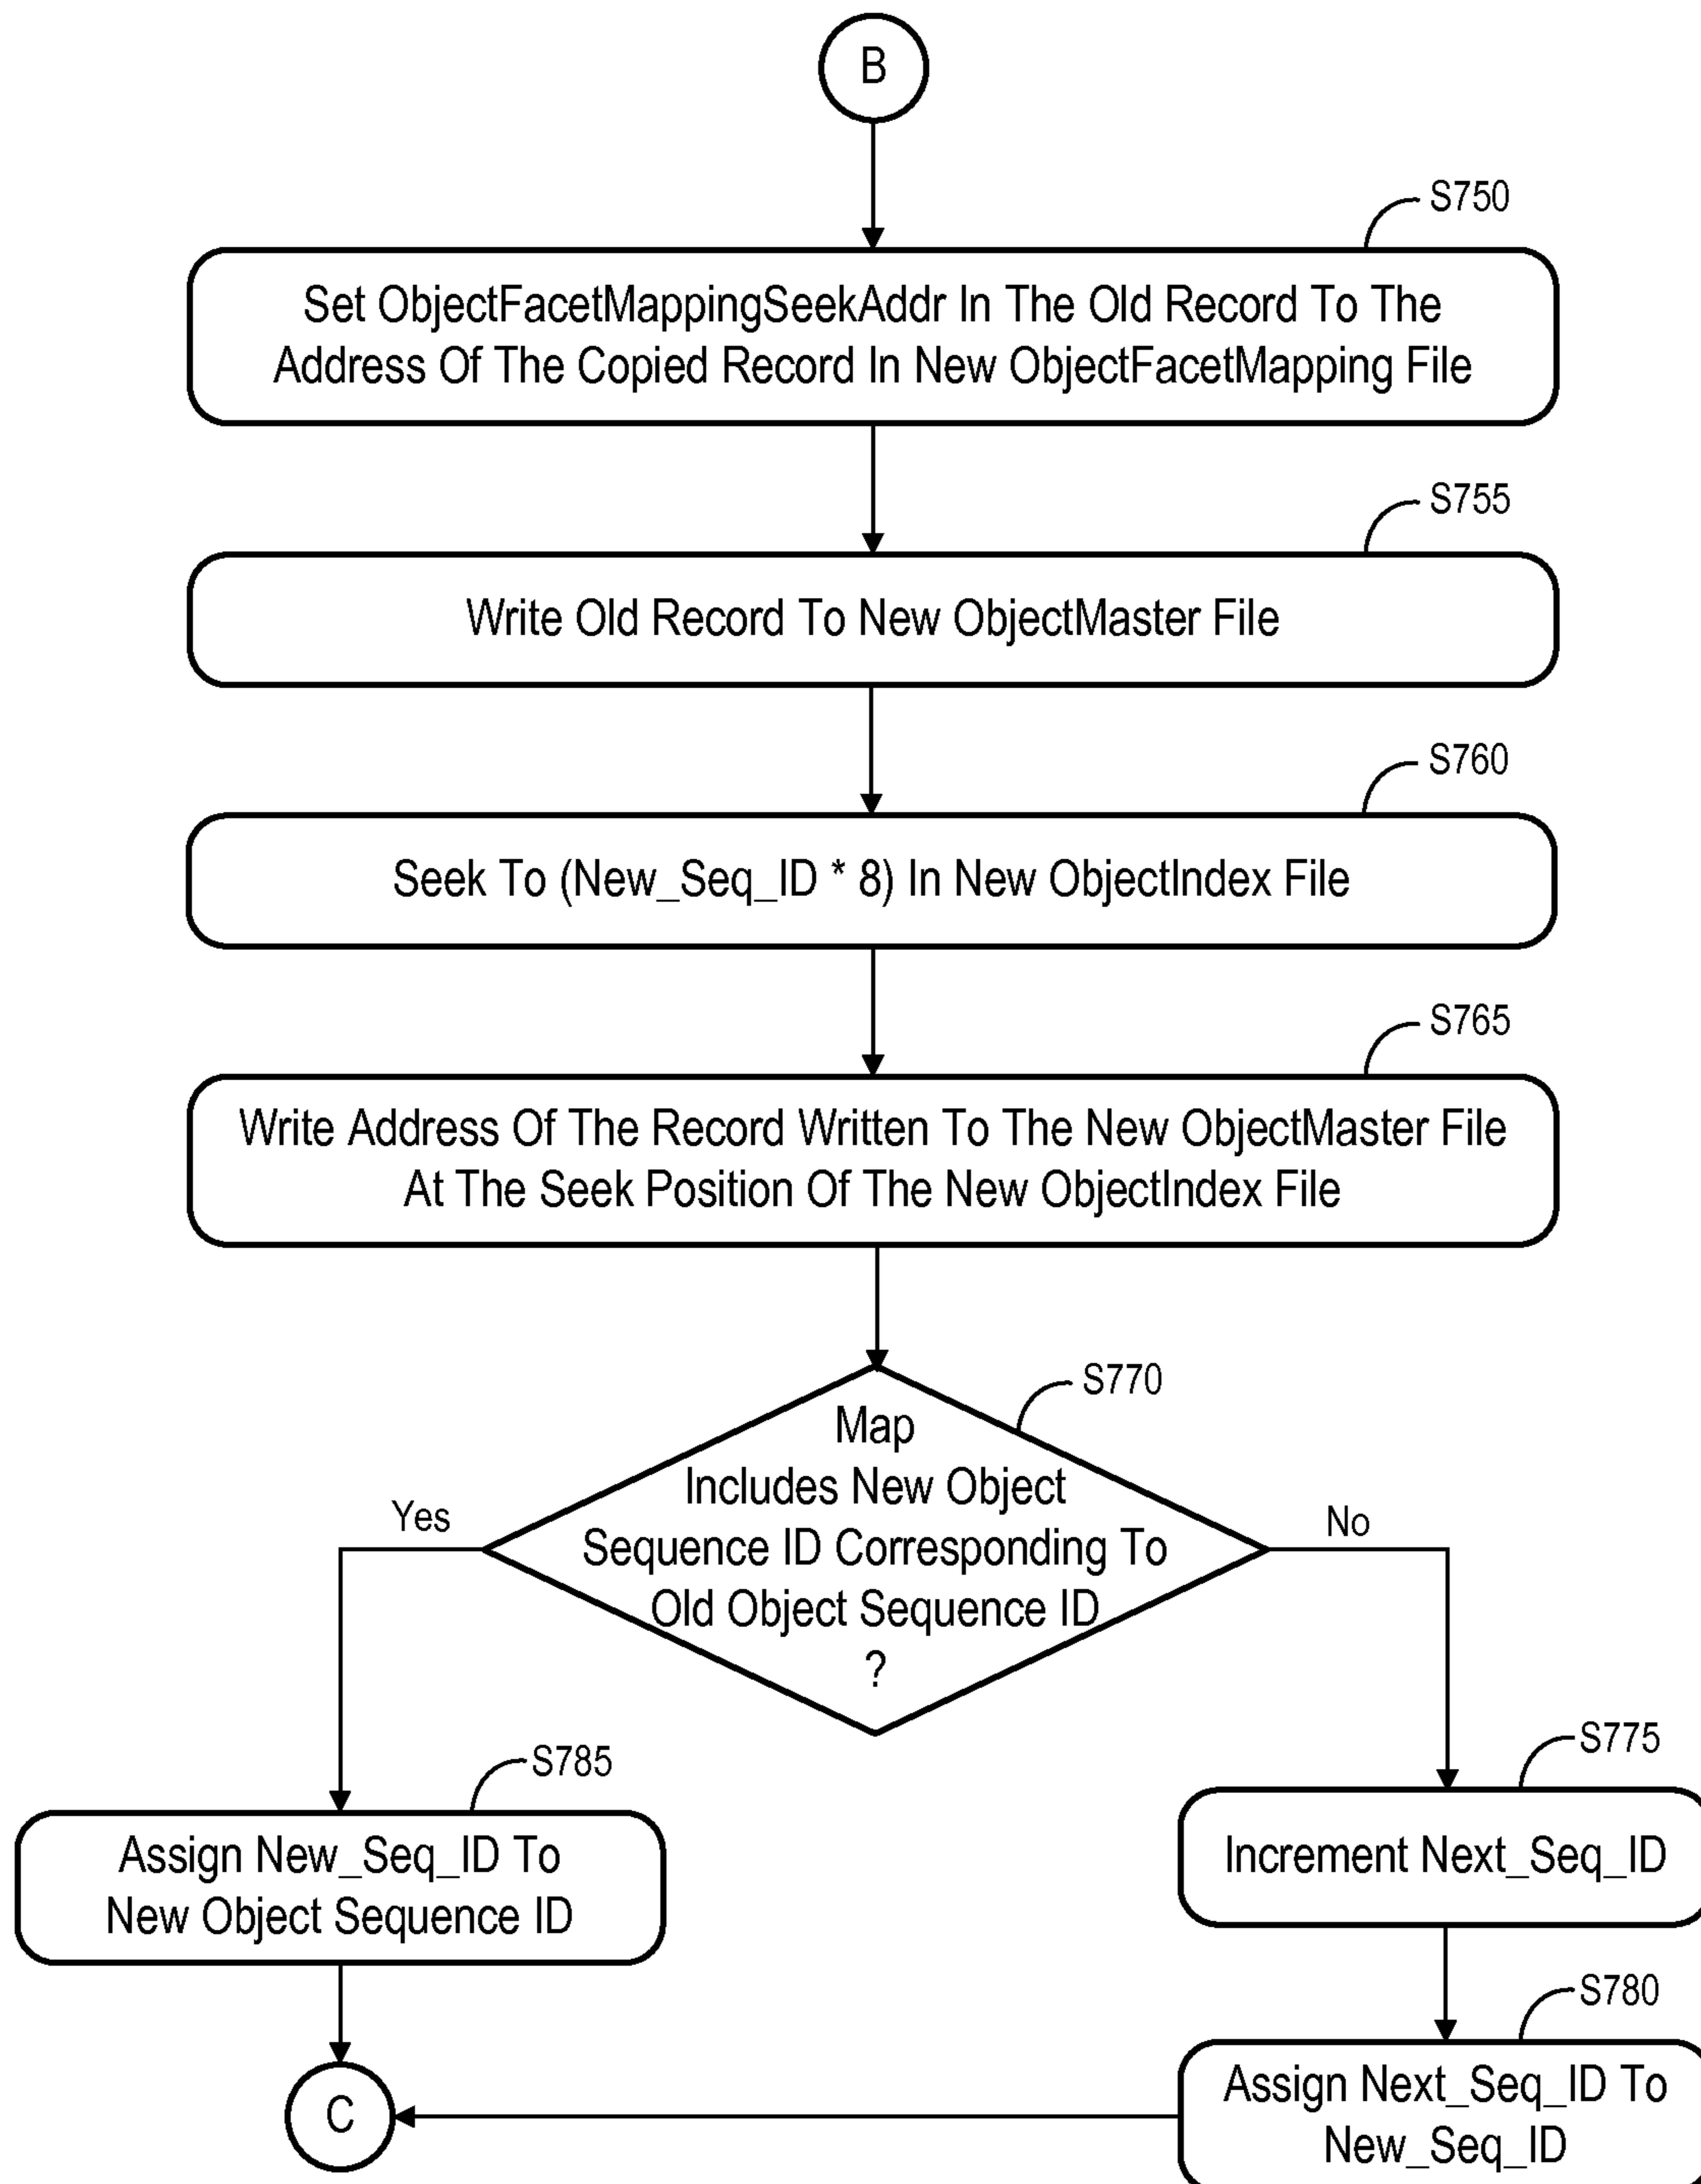 B
S750
Set ObjectFacetMappingSeekAddr In The Old Record To The
Address Of The Copied Record In New ObjectFacetMapping File
S755
Write Old Record To New ObjectMaster File
S760
Seek To (New_Seq_ID * 8) In New ObjectIndex File
S765
Write Address Of The Record Written To The New ObjectMaster File
At The Seek Position Of The New ObjectIndex File
S770
Map
Includes New Object
Sequence ID Corresponding To
Old Object Sequence ID
?
Yes
No
S785
Assign New_Seq_ID To
New Object Sequence ID
S775
Increment Next_Seq_ID
S780
Assign Next_Seq_ID To
New_Seq_ID
C